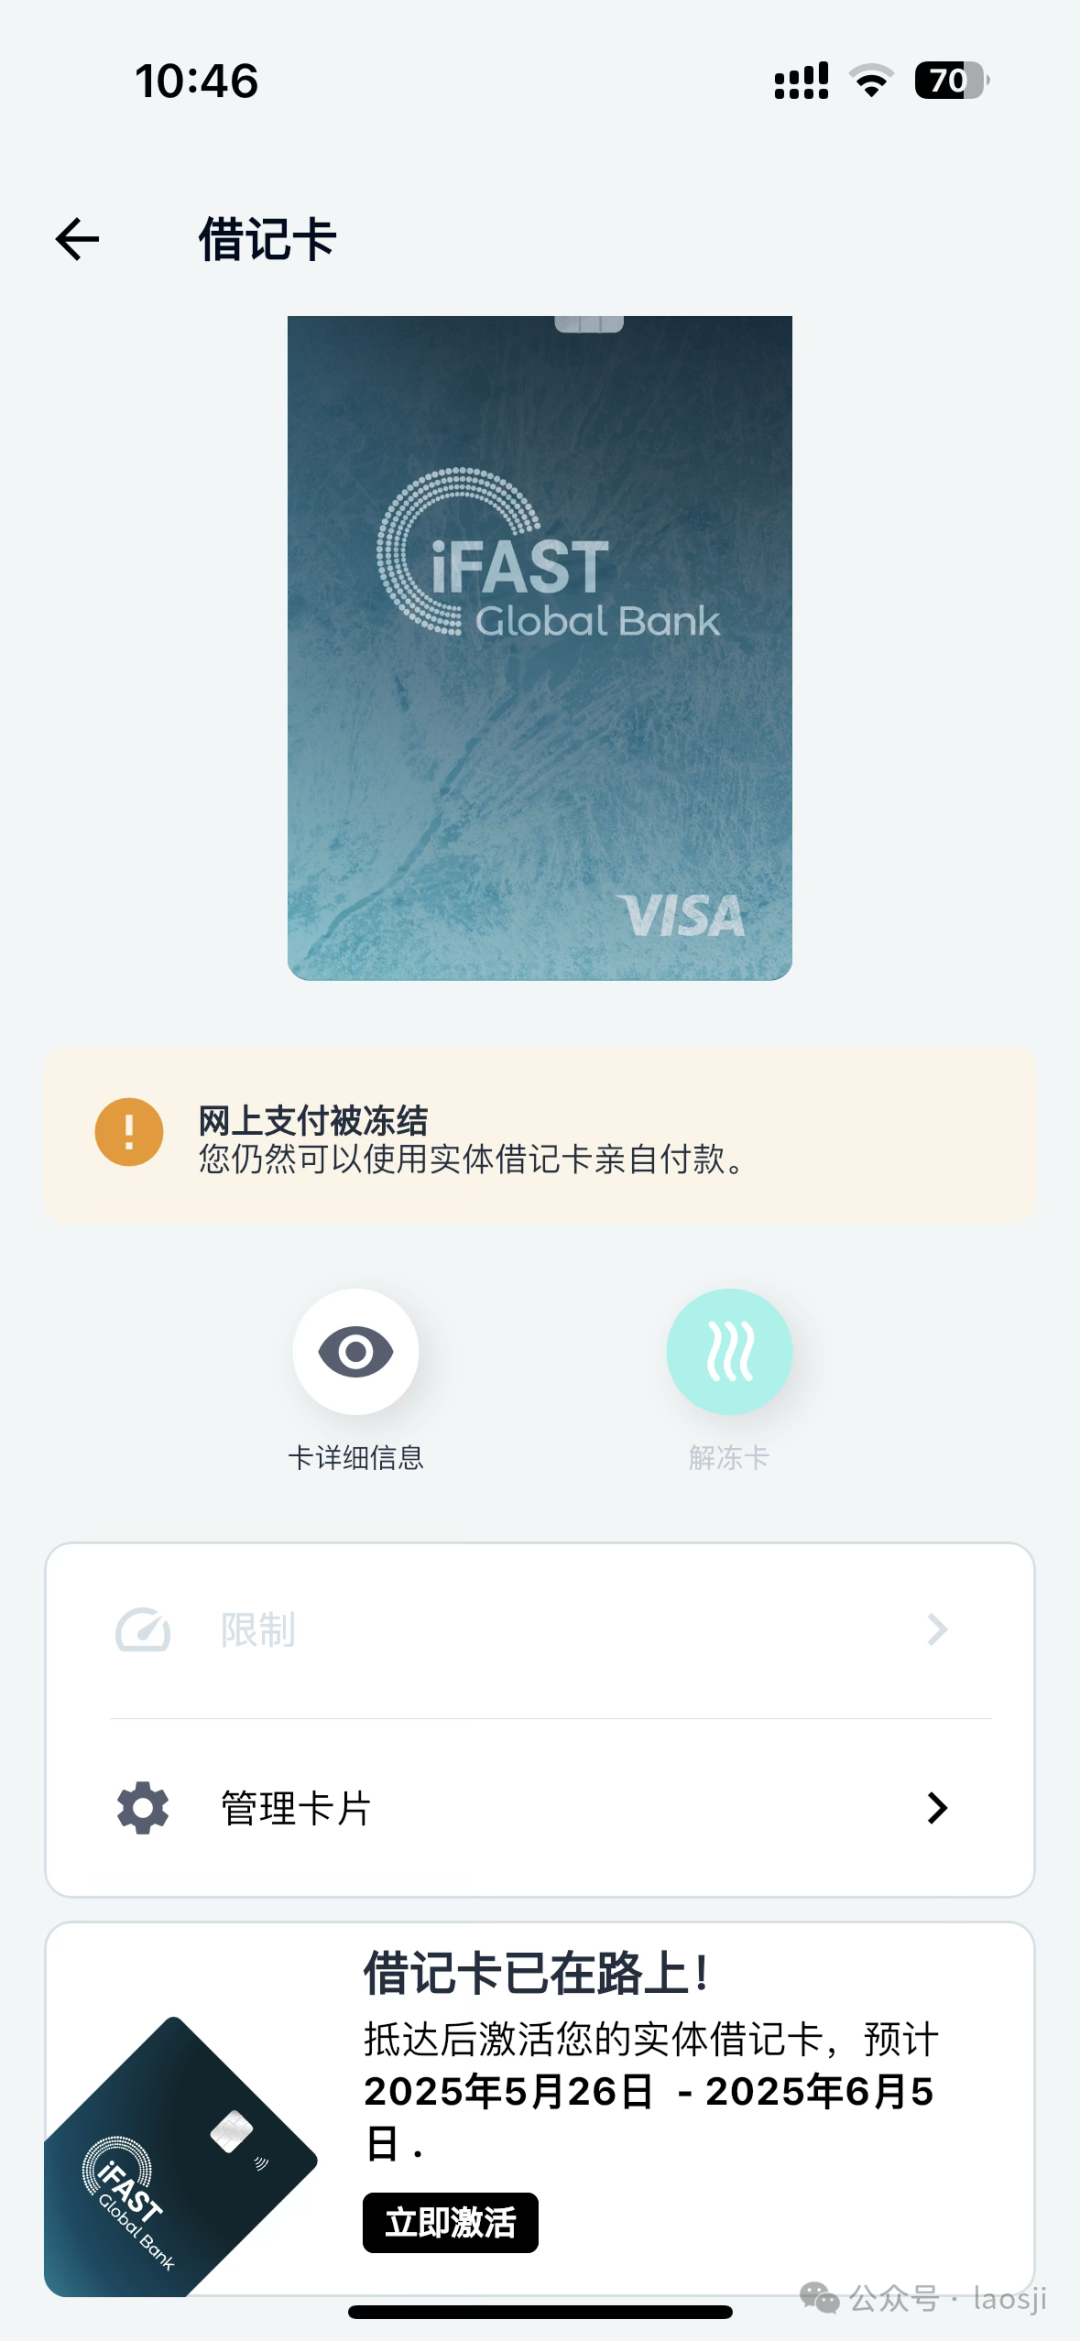 10:46
70
借记卡
iFAST
Global Bank
VISA
网上支付被冻结
您仍然可以使用实体借记卡亲自付款。
卡详细信息
解冻卡
限制
管理卡片
借记卡已在路上！
抵达后激活您的实体借记卡，预计
2025年5月26日 - 2025年6月5
日 .
iFAST
Global Bank
立即激活
公众号 · laosji